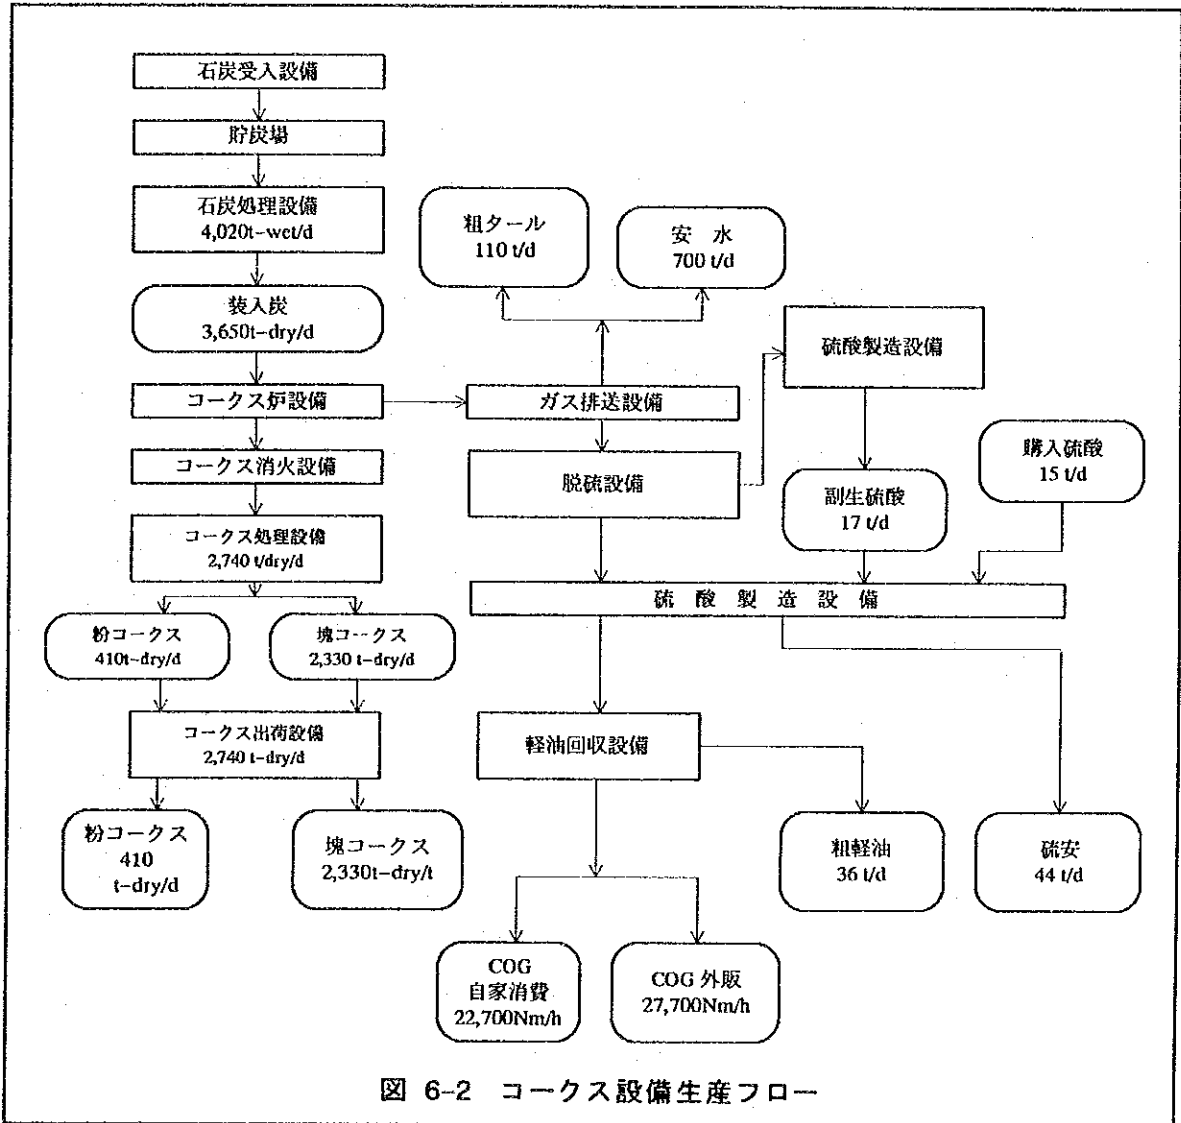 石炭受入設備
貯炭場
石炭処理設備
4,020t-wet/d
装入炭
3,650t-dry/d
コークス炉設備
コークス消火設備
コークス処理設備
2,740 t/dry/d
粉コークス
410t-dry/d
塊コークス
2,330 t-dry/d
コークス出荷設備
2,740 t-dry/d
粉コークス
410
t-dry/d
塊コークス
2,330t-dry/t
粗タール
110 t/d
安 水
700 t/d
ガス排送設備
脱硫設備
硫酸製造設備
副生硫酸
17 t/d
購入硫酸
15 t/d
硫 酸 製 造 設 備
軽油回収設備
粗軽油
36 t/d
硫安
44 t/d
COG
自家消費
22,700Nm/h
COG 外販
27,700Nm/h
図 6-2 コークス設備生産フロー